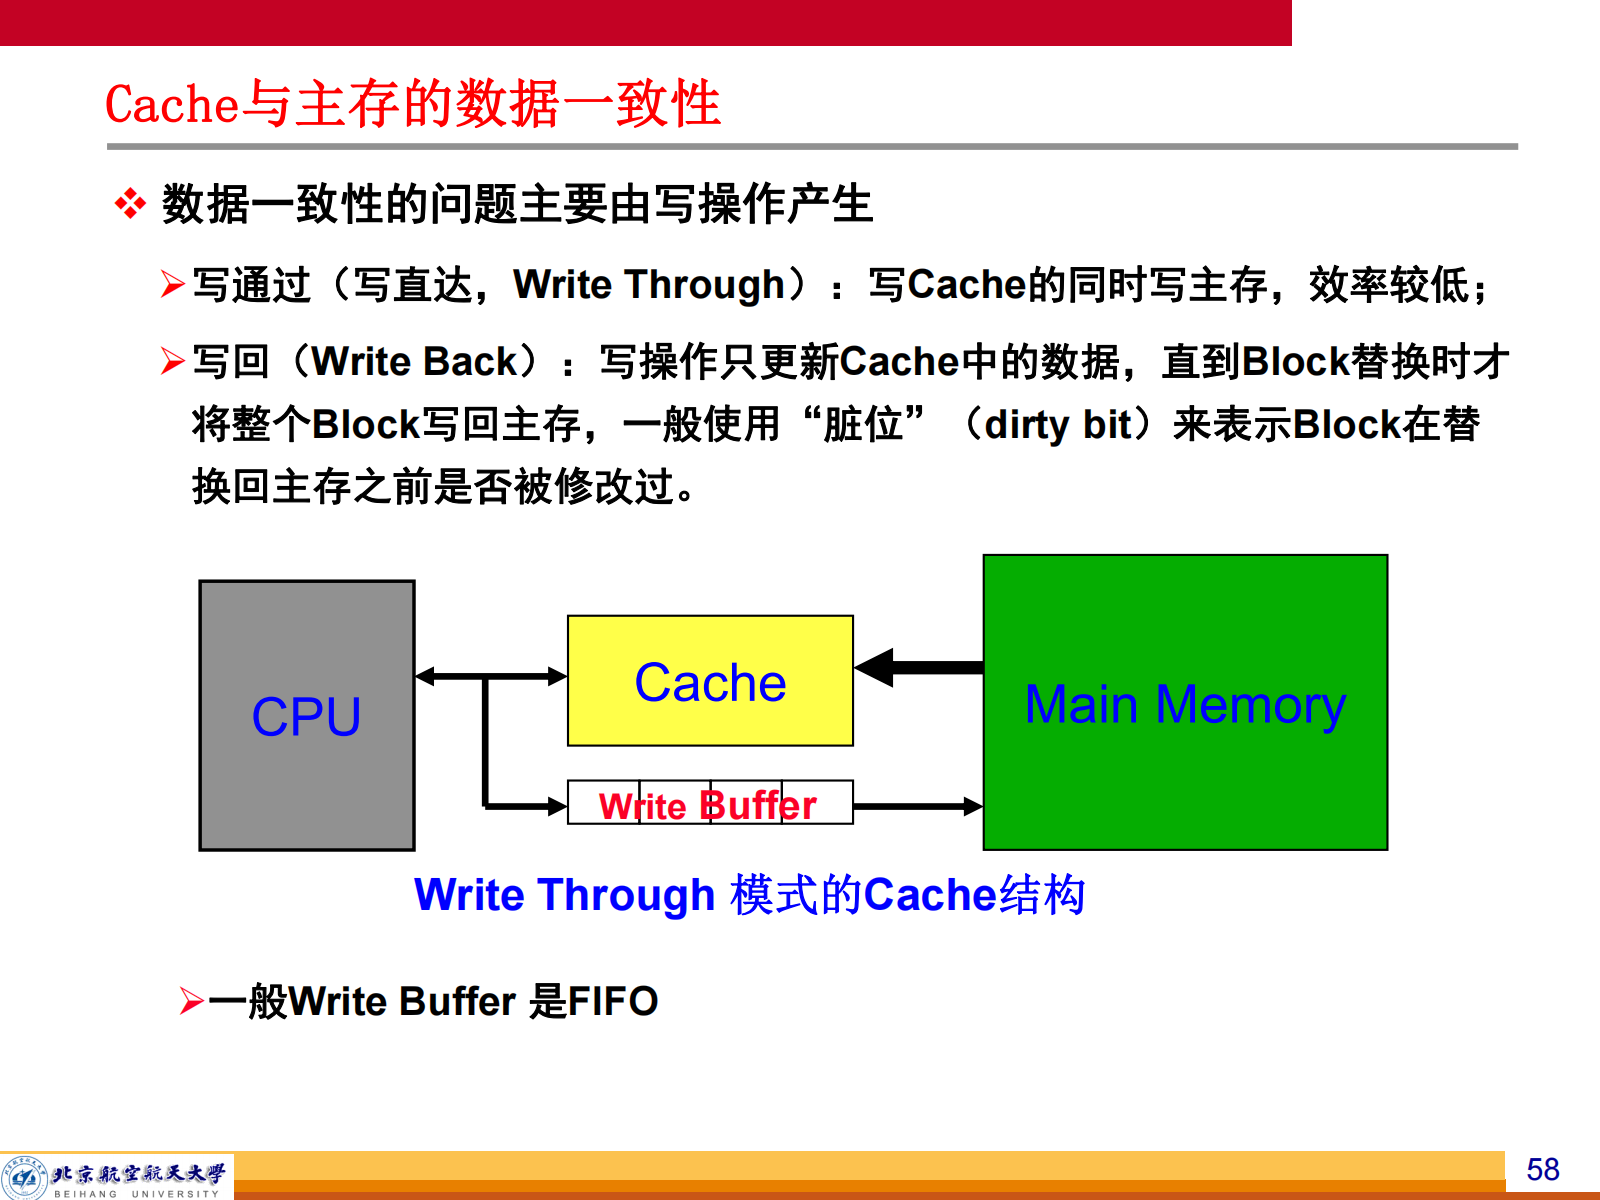 Cache与主存的数据一致性
数据一致性的问题主要由写操作产生
写通过（写直达，Write Through）：写Cache的同时写主存，效率较低；
写回（Write Back）：写操作只更新Cache中的数据，直到Block替换时才
将整个Block写回主存，一般使用“脏位”（dirty bit）来表示Block在替
换回主存之前是否被修改过。
CPU
Cache
Main Memory
Write Buffer
Write Through 模式的Cache结构
一般Write Buffer 是FIFO
北京航空航天大学
BEIHANG UNIVERSITY
58